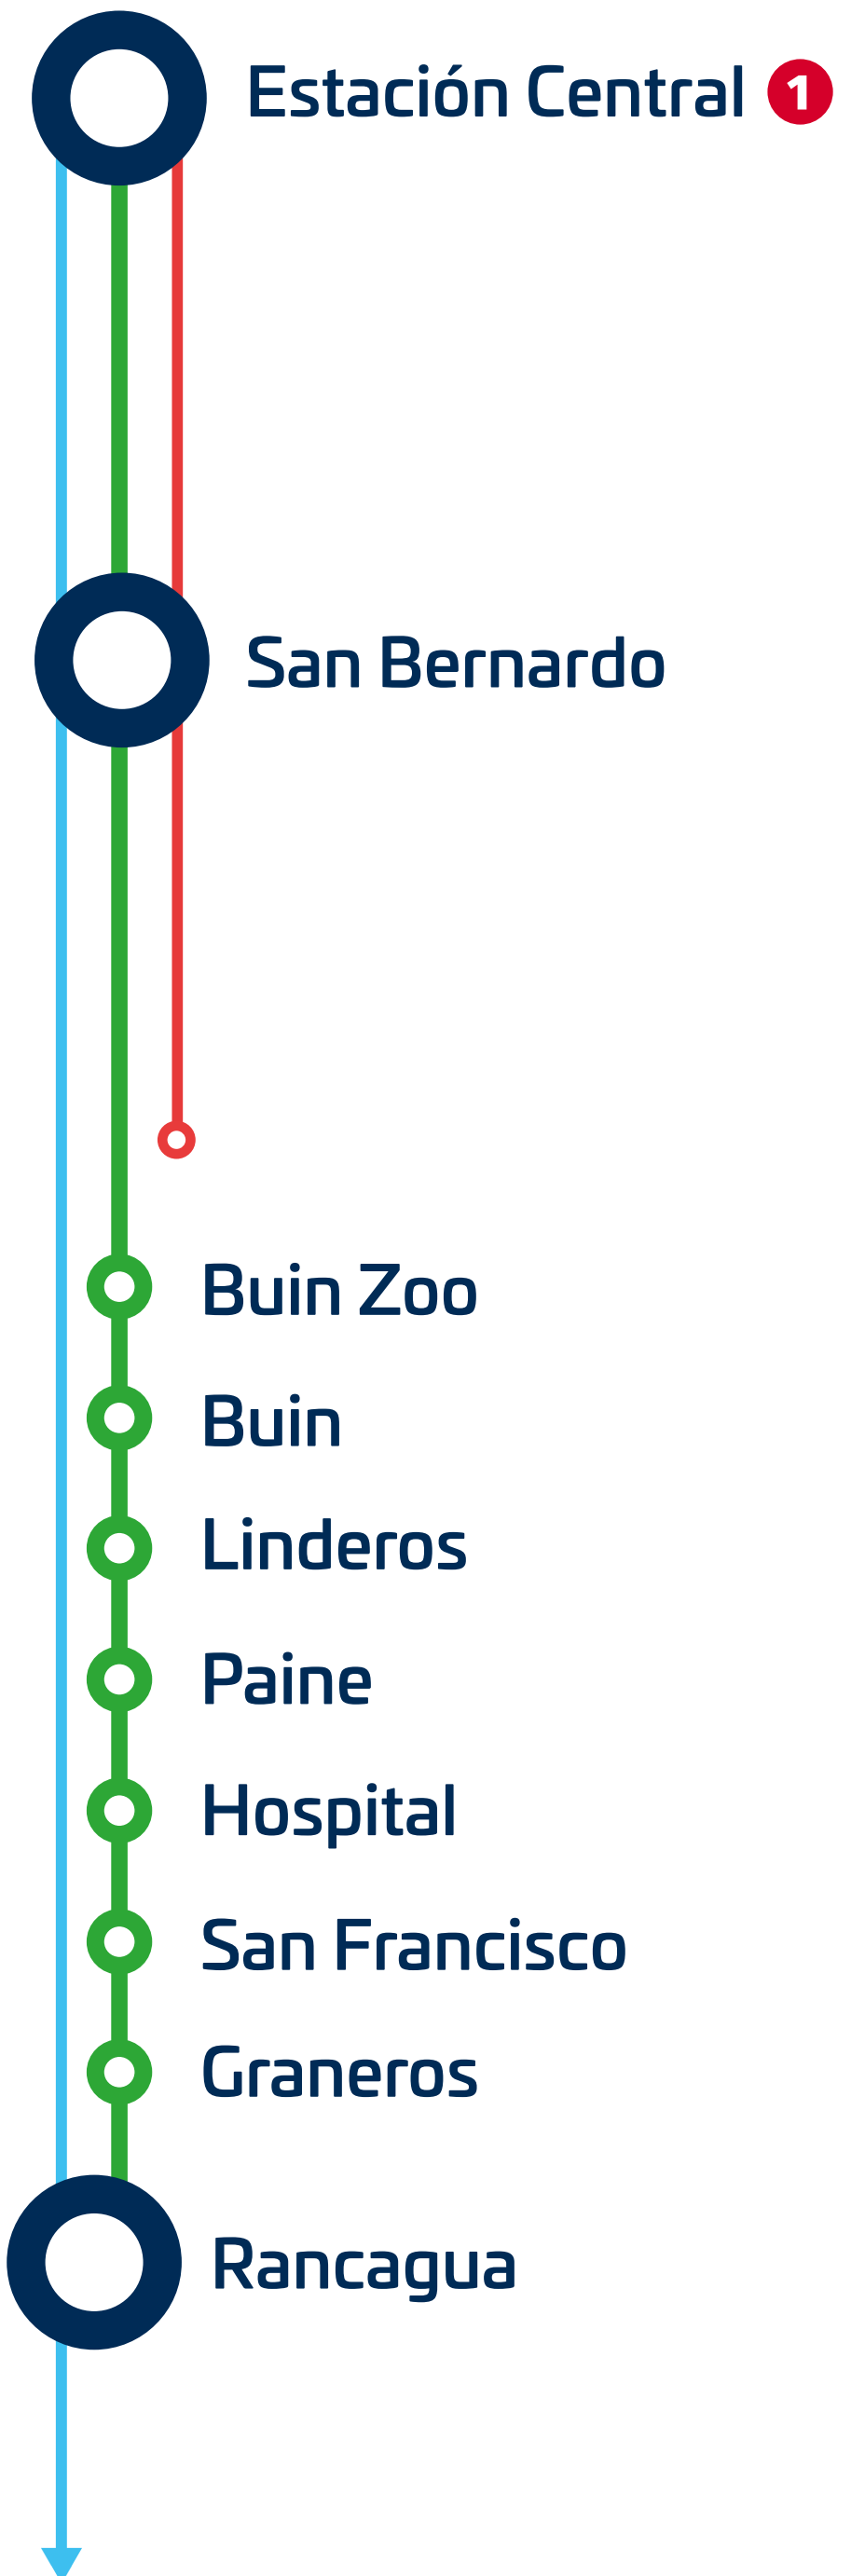 Estación Central 1
San Bernardo
Buin Zoo
Buin
Linderos
Paine
Hospital
San Francisco
Graneros
Rancagua